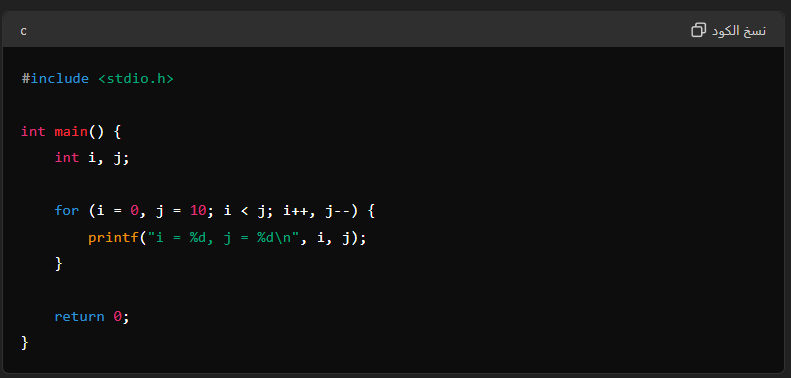 c
نسخ الكود
#include <stdio.h>
int main() {
    int i, j;
    for (i = 0, j = 10; i < j; i++, j--) {
        printf("i = %d, j = %d\n", i, j);
    }
    return 0;
}